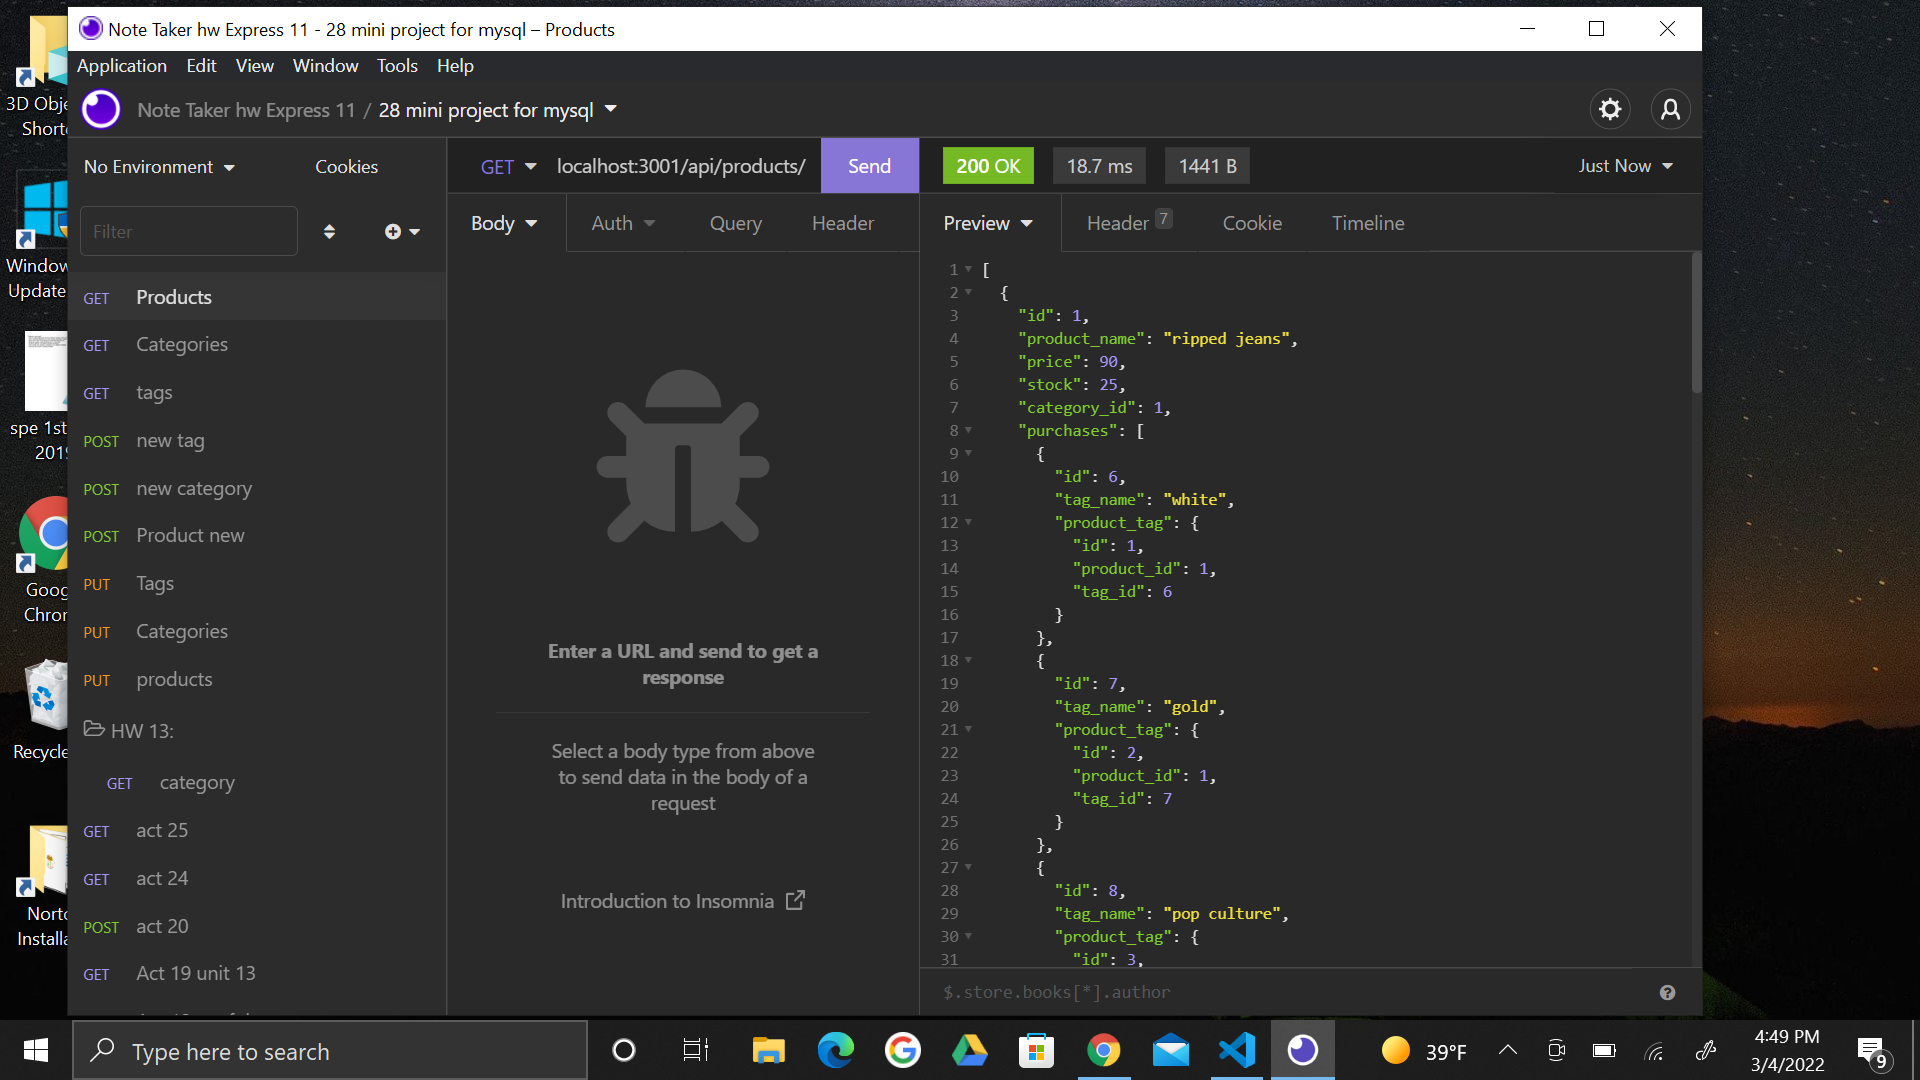 Note Taker hw Express 11 - 28 mini project for mysql – Products
Application Edit View Window Tools Help
Note Taker hw Express 11 / 28 mini project for mysql
No Environment
Cookies
Filter
GET Products
GET Categories
GET tags
POST new tag
POST new category
POST Product new
PUT Tags
PUT Categories
PUT products
HW 13:
GET category
GET act 25
GET act 24
POST act 20
GET Act 19 unit 13
GET localhost:3001/api/products/ Send
Body Auth Query Header
Enter a URL and send to get a
response
Select a body type from above
to send data in the body of a
request
Introduction to Insomnia
200 OK 18.7 ms 1441 B Just Now
Preview Header 7 Cookie Timeline
1 [
2 {
3 "id": 1,
4 "product_name": "ripped jeans",
5 "price": 90,
6 "stock": 25,
7 "category_id": 1,
8 "purchases": [
9 {
10 "id": 6,
11 "tag_name": "white",
12 "product_tag": {
13 "id": 1,
14 "product_id": 1,
15 "tag_id": 6
16 }
17 },
18 {
19 "id": 7,
20 "tag_name": "gold",
21 "product_tag": {
22 "id": 2,
23 "product_id": 1,
24 "tag_id": 7
25 }
26 },
27 {
28 "id": 8,
29 "tag_name": "pop culture",
30 "product_tag": {
31 "id": 3,
$.store.books[*].author
3D Obje
Short
Window
Update
spe 1st
2019
Goog
Chron
Recycle
Norto
Installa
Type here to search
39°F
4:49 PM
3/4/2022
9